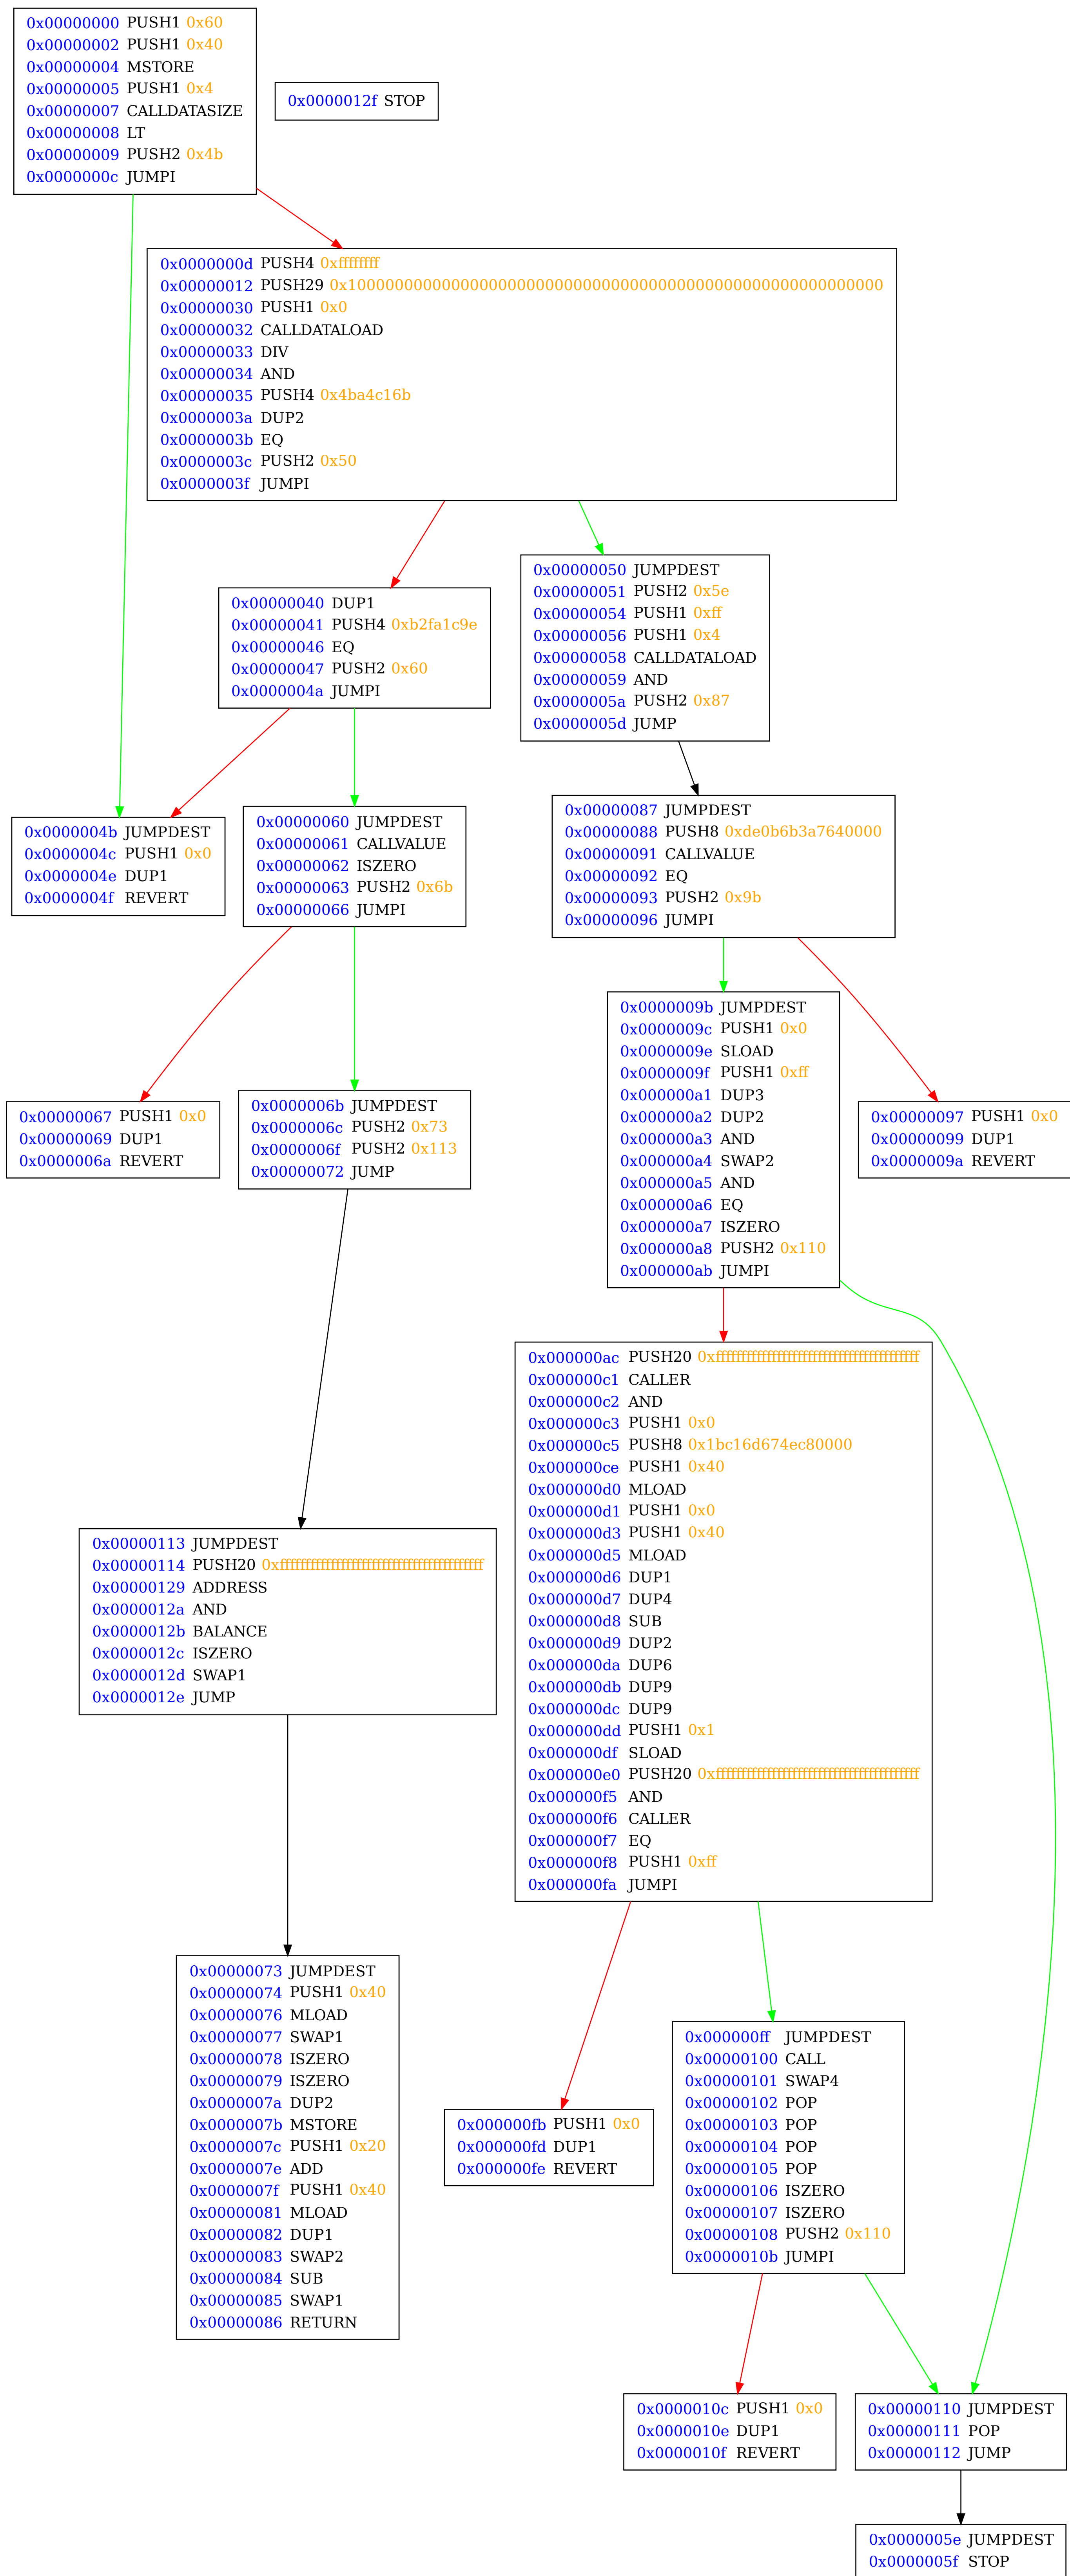 0x00000000 PUSH1 0x60
0x00000002 PUSH1 0x40
0x00000004 MSTORE
0x00000005 PUSH1 0x4
0x00000007 CALLDATASIZE
0x00000008 LT
0x00000009 PUSH2 0x4b
0x0000000c JUMPI
0x0000012f STOP
0x0000000d PUSH4 0xffffffff
0x00000012 PUSH29 0x100000000000000000000000000000000000000000000000000000000
0x00000030 PUSH1 0x0
0x00000032 CALLDATALOAD
0x00000033 DIV
0x00000034 AND
0x00000035 PUSH4 0x4ba4c16b
0x0000003a DUP2
0x0000003b EQ
0x0000003c PUSH2 0x50
0x0000003f JUMPI
0x00000040 DUP1
0x00000041 PUSH4 0xb2fa1c9e
0x00000046 EQ
0x00000047 PUSH2 0x60
0x0000004a JUMPI
0x00000050 JUMPDEST
0x00000051 PUSH2 0x5e
0x00000054 PUSH1 0xff
0x00000056 PUSH1 0x4
0x00000058 CALLDATALOAD
0x00000059 AND
0x0000005a PUSH2 0x87
0x0000005d JUMP
0x0000004b JUMPDEST
0x0000004c PUSH1 0x0
0x0000004e DUP1
0x0000004f REVERT
0x00000060 JUMPDEST
0x00000061 CALLVALUE
0x00000062 ISZERO
0x00000063 PUSH2 0x6b
0x00000066 JUMPI
0x00000087 JUMPDEST
0x00000088 PUSH8 0xde0b6b3a7640000
0x00000091 CALLVALUE
0x00000092 EQ
0x00000093 PUSH2 0x9b
0x00000096 JUMPI
0x0000009b JUMPDEST
0x0000009c PUSH1 0x0
0x0000009e SLOAD
0x0000009f PUSH1 0xff
0x000000a1 DUP3
0x000000a2 DUP2
0x000000a3 AND
0x000000a4 SWAP2
0x000000a5 AND
0x000000a6 EQ
0x000000a7 ISZERO
0x000000a8 PUSH2 0x110
0x000000ab JUMPI
0x00000067 PUSH1 0x0
0x00000069 DUP1
0x0000006a REVERT
0x0000006b JUMPDEST
0x0000006c PUSH2 0x73
0x0000006f PUSH2 0x113
0x00000072 JUMP
0x00000097 PUSH1 0x0
0x00000099 DUP1
0x0000009a REVERT
0x000000ac PUSH20 0xffffffffffffffffffffffffffffffffffffffff
0x000000c1 CALLER
0x000000c2 AND
0x000000c3 PUSH1 0x0
0x000000c5 PUSH8 0x1bc16d674ec80000
0x000000ce PUSH1 0x40
0x000000d0 MLOAD
0x000000d1 PUSH1 0x0
0x000000d3 PUSH1 0x40
0x000000d5 MLOAD
0x000000d6 DUP1
0x000000d7 DUP4
0x000000d8 SUB
0x000000d9 DUP2
0x000000da DUP6
0x000000db DUP9
0x000000dc DUP9
0x000000dd PUSH1 0x1
0x000000df SLOAD
0x000000e0 PUSH20 0xffffffffffffffffffffffffffffffffffffffff
0x000000f5 AND
0x000000f6 CALLER
0x000000f7 EQ
0x000000f8 PUSH1 0xff
0x000000fa JUMPI
0x00000113 JUMPDEST
0x00000114 PUSH20 0xffffffffffffffffffffffffffffffffffffffff
0x00000129 ADDRESS
0x0000012a AND
0x0000012b BALANCE
0x0000012c ISZERO
0x0000012d SWAP1
0x0000012e JUMP
0x00000073 JUMPDEST
0x00000074 PUSH1 0x40
0x00000076 MLOAD
0x00000077 SWAP1
0x00000078 ISZERO
0x00000079 ISZERO
0x0000007a DUP2
0x0000007b MSTORE
0x0000007c PUSH1 0x20
0x0000007e ADD
0x0000007f PUSH1 0x40
0x00000081 MLOAD
0x00000082 DUP1
0x00000083 SWAP2
0x00000084 SUB
0x00000085 SWAP1
0x00000086 RETURN
0x000000ff JUMPDEST
0x00000100 CALL
0x00000101 SWAP4
0x00000102 POP
0x00000103 POP
0x00000104 POP
0x00000105 POP
0x00000106 ISZERO
0x00000107 ISZERO
0x00000108 PUSH2 0x110
0x0000010b JUMPI
0x000000fb PUSH1 0x0
0x000000fd DUP1
0x000000fe REVERT
0x0000010c PUSH1 0x0
0x0000010e DUP1
0x0000010f REVERT
0x00000110 JUMPDEST
0x00000111 POP
0x00000112 JUMP
0x0000005e JUMPDEST
0x0000005f STOP